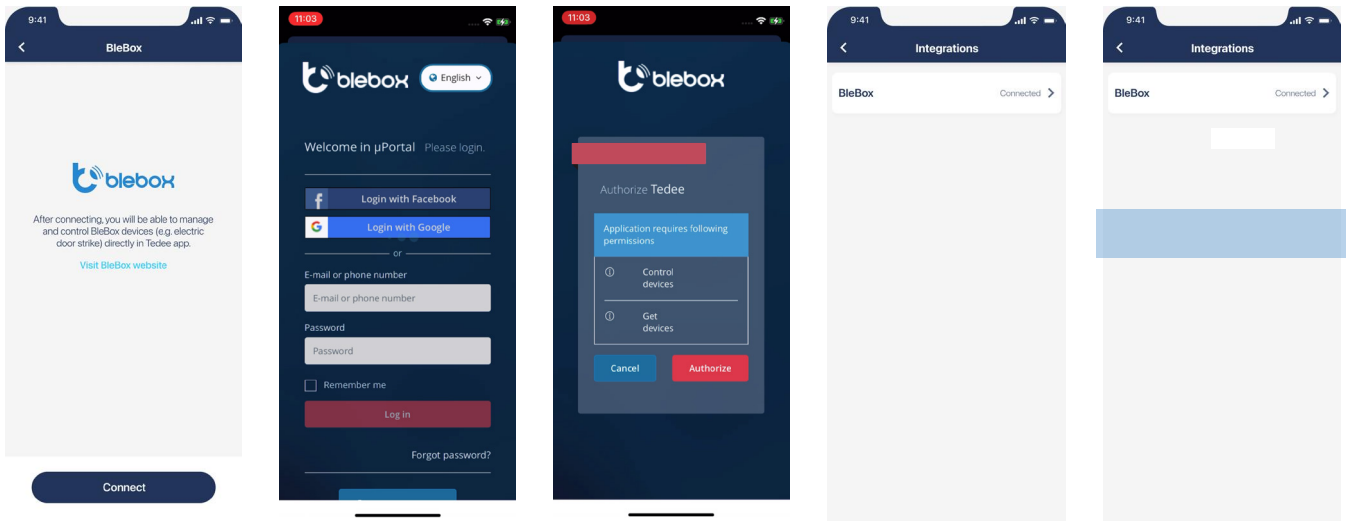 9:41
BleBox
blebox
After connecting, you will be able to manage
and control BleBox devices (e.g. electric
door strike) directly in Tedee app.
Visit BleBox website
Connect
11:03
blebox
English
Welcome in µPortal Please login.
Login with Facebook
Login with Google
or
E-mail or phone number
E-mail or phone number
Password
Password
Remember me
Log in
Forgot password?
11:03
blebox
Authorize Tedee
Application requires following
permissions
Control
devices
Get
devices
Cancel
Authorize
9:41
Integrations
BleBox
Connected
9:41
Integrations
BleBox
Connected